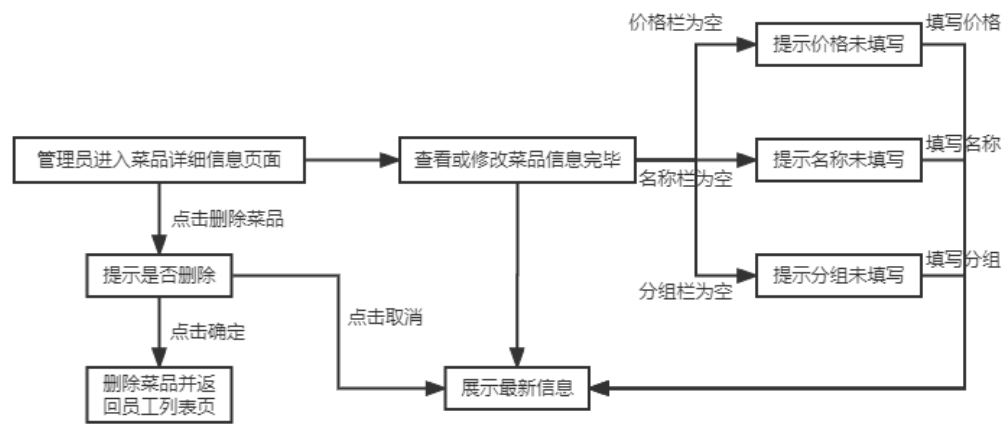 价格栏为空
填写价格
提示价格未填写
管理员进入菜品详细信息页面
查看或修改菜品信息完毕
填写名称
提示名称未填写
名称栏为空
点击删除菜品
填写分组
提示是否删除
提示分组未填写
分组栏为空
点击取消
点击确定
删除菜品并返
回员工列表页
展示最新信息